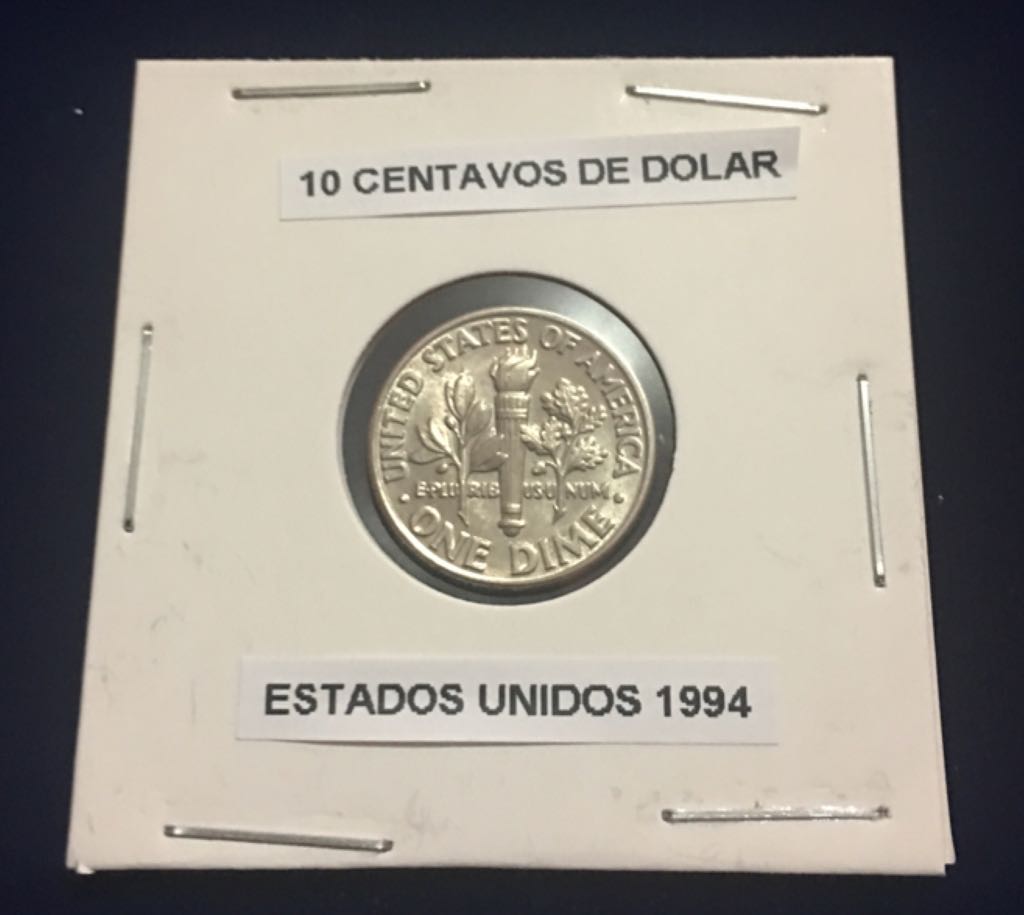 10 CENTAVOS DE DOLAR
UNITED STATES OF AMERICA
E·PLURIBUS UNUM
ONE DIME
ESTADOS UNIDOS 1994